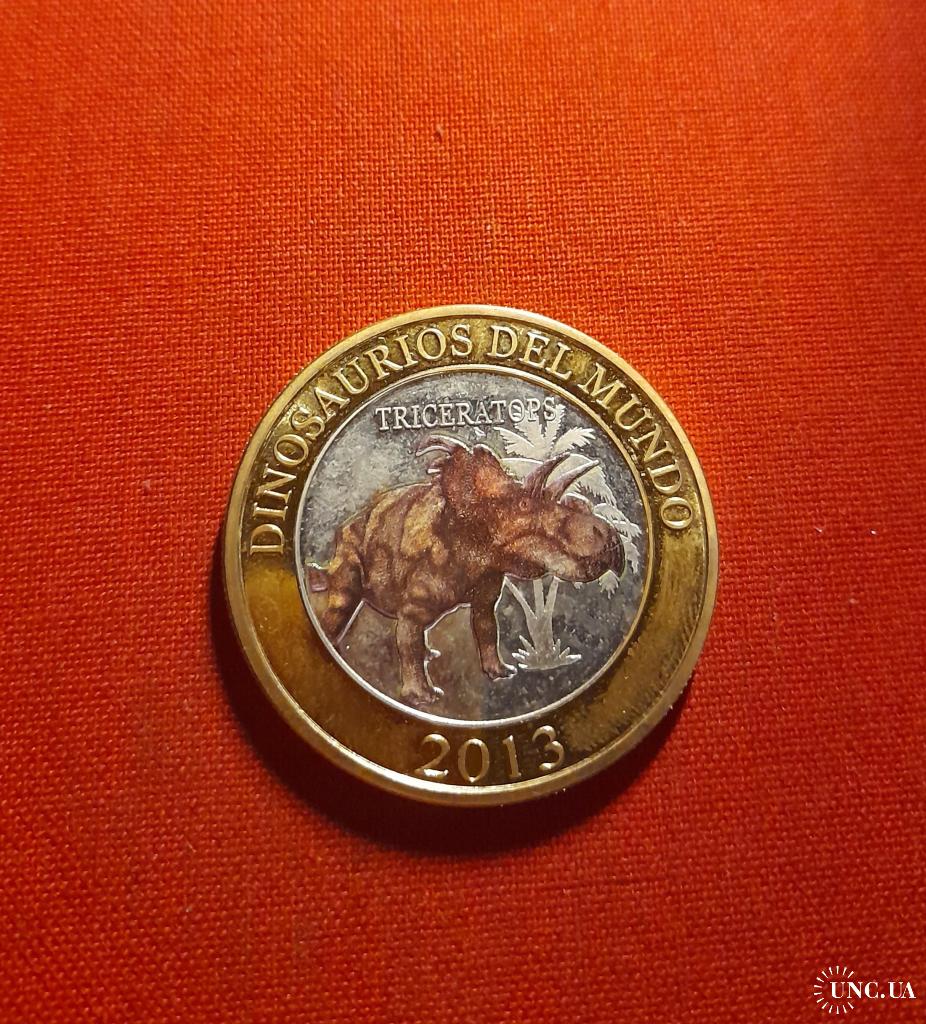 DINOSAURIOS DEL MUNDO
TRICERATOPS
2013
UNC.UA